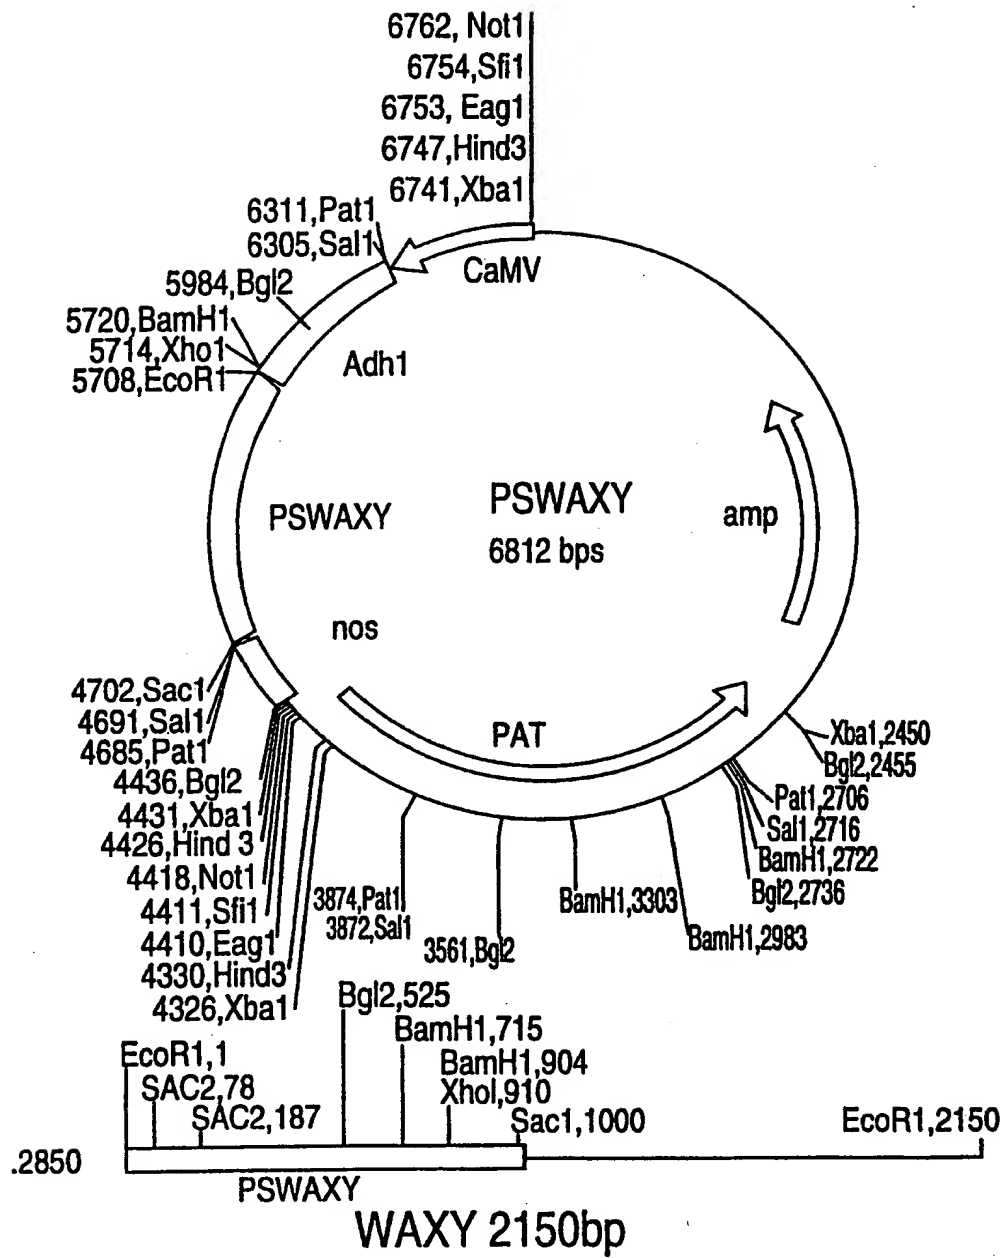 6762, Not1
6754,Sfi1
6753, Eag1
6747,Hind3
6741,Xba1
6311,Pat1
6305,Sal1
5984,Bgl2
5720,BamH1
5714,Xho1
5708,EcoR1
CaMV
Adh1
PSWAXY
PSWAXY
6812 bps
amp
nos
PAT
4702,Sac1
4691,Sal1
4685,Pat1
4436,Bgl2
4431,Xba1
4426,Hind 3
4418,Not1
4411,Sfi1
4410,Eag1
4330,Hind3
4326,Xba1
3874,Pat1
3872,Sal1
3561,Bgl2
BamH1,3303
BamH1,2983
Xba1,2450
Bgl2,2455
Pat1,2706
Sal1,2716
BamH1,2722
Bgl2,2736
Bgl2,525
BamH1,715
EcoR1,1
BamH1,904
SAC2,78
XhoI,910
SAC2,187
Sac1,1000
EcoR1,2150
.2850
PSWAXY
WAXY 2150bp